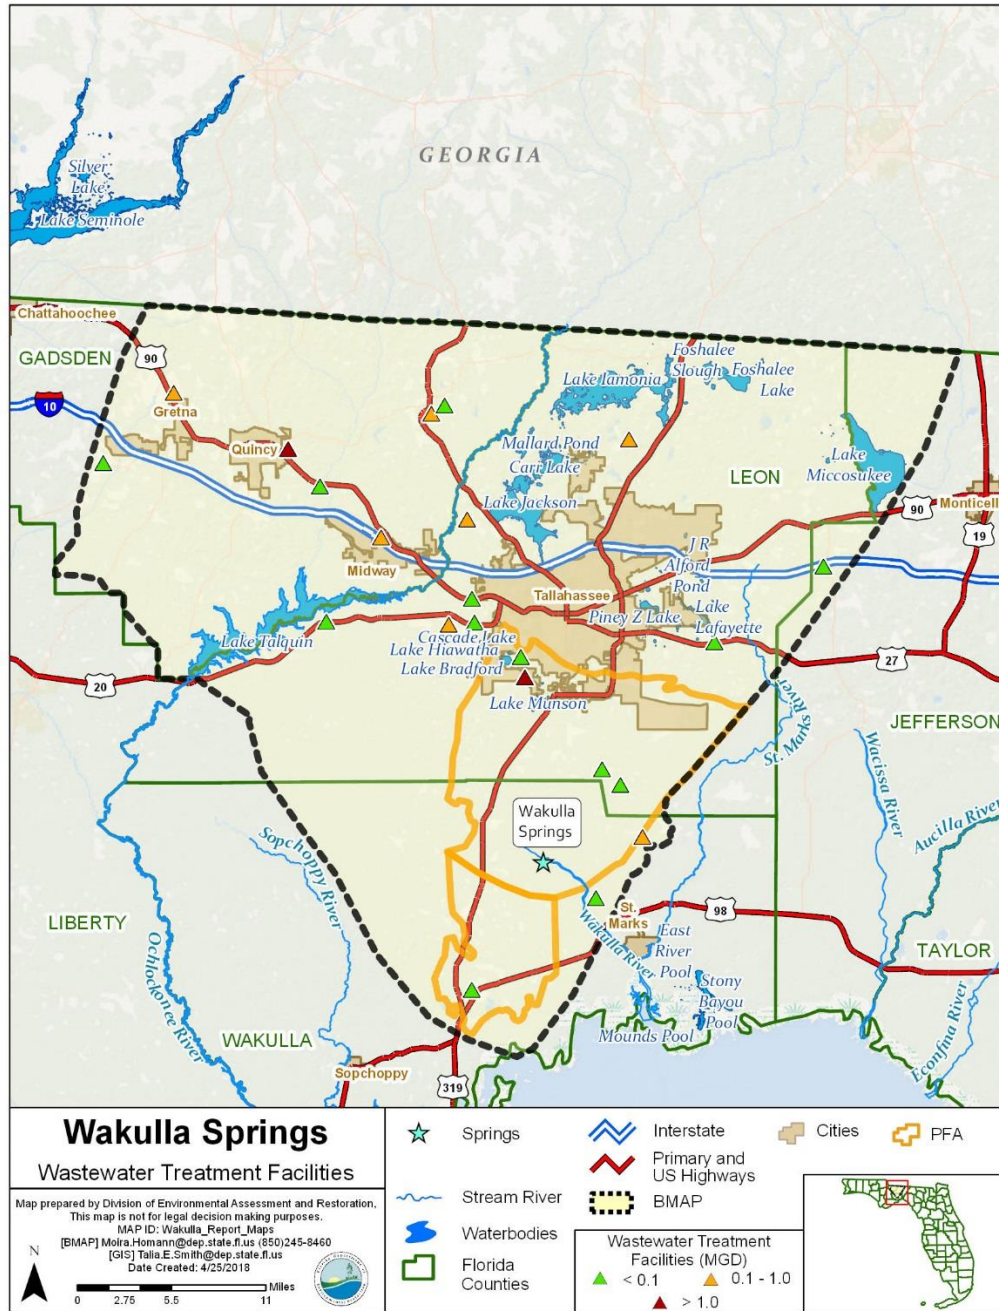 GEORGIA
Silver
Lake
Lake Seminole
Chattahoochee
GADSDEN
90
10
Gretna
Quincy
Foshalee
Slough
Foshalee
Lake
Lake Iamonia
Mallard Pond
Carr Lake
Lake Jackson
LEON
Lake
Miccosukee
Monticell
90
19
Midway
J R
Alford
Pond
Tallahassee
Piney Z Lake
Lake
Lafayette
Lake Talquin
Cascade Lake
Lake Hiawatha
Lake Bradford
Lake Munson
20
27
St. Marks River
JEFFERSON
Wacissa River
Aucilla River
Wakulla
Springs
Sopchoppy River
LIBERTY
Ochlockonee River
St.
Marks
98
Wakulla River
East
River
Pool
Stony
Bayou
Pool
Mounds Pool
TAYLOR
Econfina River
WAKULLA
Sopchoppy
319
Wakulla Springs
Wastewater Treatment Facilities
Map prepared by Division of Environmental Assessment and Restoration.
This map is not for legal decision making purposes.
MAP ID: Wakulla_Report_Maps
[BMAP] Moira.Homann@dep.state.fl.us (850)245-8460
[GIS] Talia.E.Smith@dep.state.fl.us
Date Created: 4/25/2018
N
Miles
0 2.75 5.5 11
Springs
Stream River
Waterbodies
Florida
Counties
Interstate
Primary and
US Highways
BMAP
Cities
PFA
Wastewater Treatment
Facilities (MGD)
< 0.1
0.1 - 1.0
> 1.0